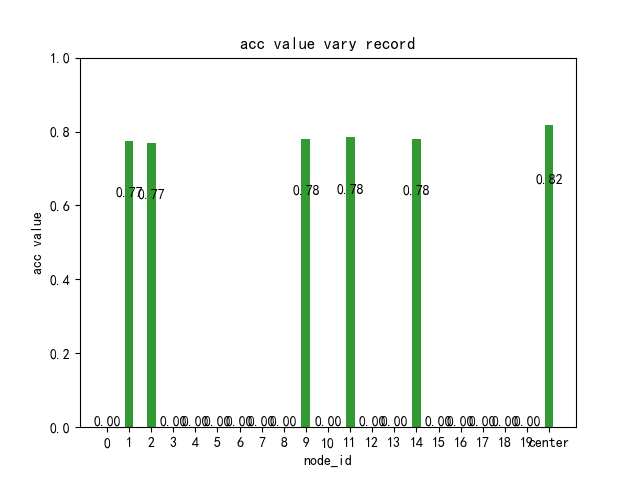 acc value vary record
acc value
1.0
0.8
0.6
0.4
0.2
0.0
0.00 0.77 0.77 0.00 0.00 0.00 0.00 0.00 0.00 0.78 0.00 0.78 0.00 0.00 0.78 0.00 0.00 0.00 0.00 0.00 0.82
0 1 2 3 4 5 6 7 8 9 10 11 12 13 14 15 16 17 18 19 center
node_id